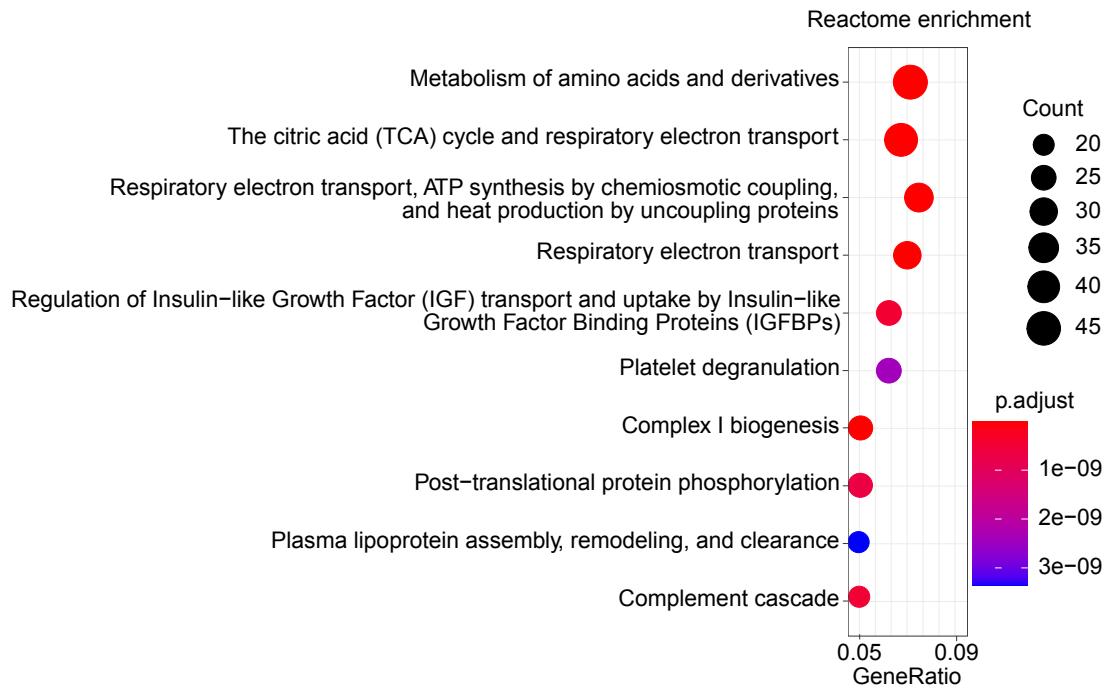 Reactome enrichment
Metabolism of amino acids and derivatives
The citric acid (TCA) cycle and respiratory electron transport
Respiratory electron transport, ATP synthesis by chemiosmotic coupling,
and heat production by uncoupling proteins
Respiratory electron transport
Regulation of Insulin−like Growth Factor (IGF) transport and uptake by Insulin−like
Growth Factor Binding Proteins (IGFBPs)
Platelet degranulation
Complex I biogenesis
Post−translational protein phosphorylation
Plasma lipoprotein assembly, remodeling, and clearance
Complement cascade
0.05
0.09
GeneRatio
Count
20
25
30
35
40
45
p.adjust
1e−09
2e−09
3e−09